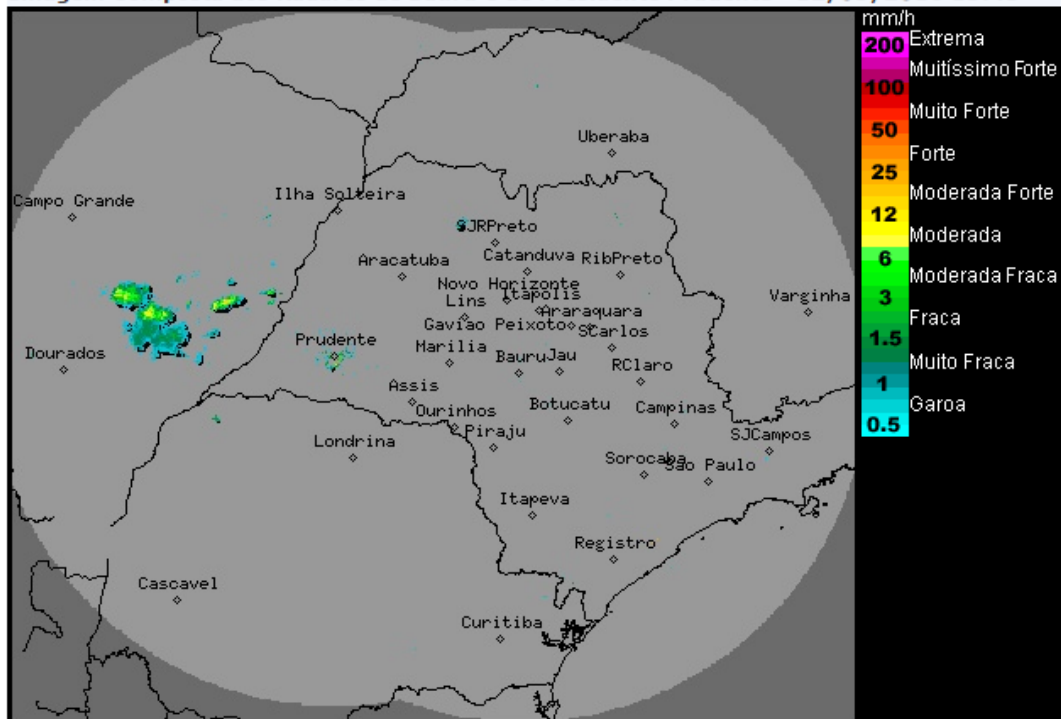 mm/h
200 Extrema
Muitíssimo Forte
100
Muito Forte
50
Forte
25
Moderada Forte
12
Moderada
6
Moderada Fraca
3
Fraca
1.5
Muito Fraca
1
Garoa
0.5
Uberaba
Campo Grande
Ilha Solteira
SJRPreto
Catanduva
RibPreto
Aracatuba
Novo Horizonte
Itapolis
Varginha
Lins
Araraquara
Gaviao Peixoto
SCarlos
Prudente
Dourados
Marilia
Bauru
Jau
RClaro
Assis
Ourinhos
Botucatu
Campinas
Londrina
Piraju
SJCampos
Sorocaba
Sao Paulo
Itapeva
Registro
Cascavel
Curitiba